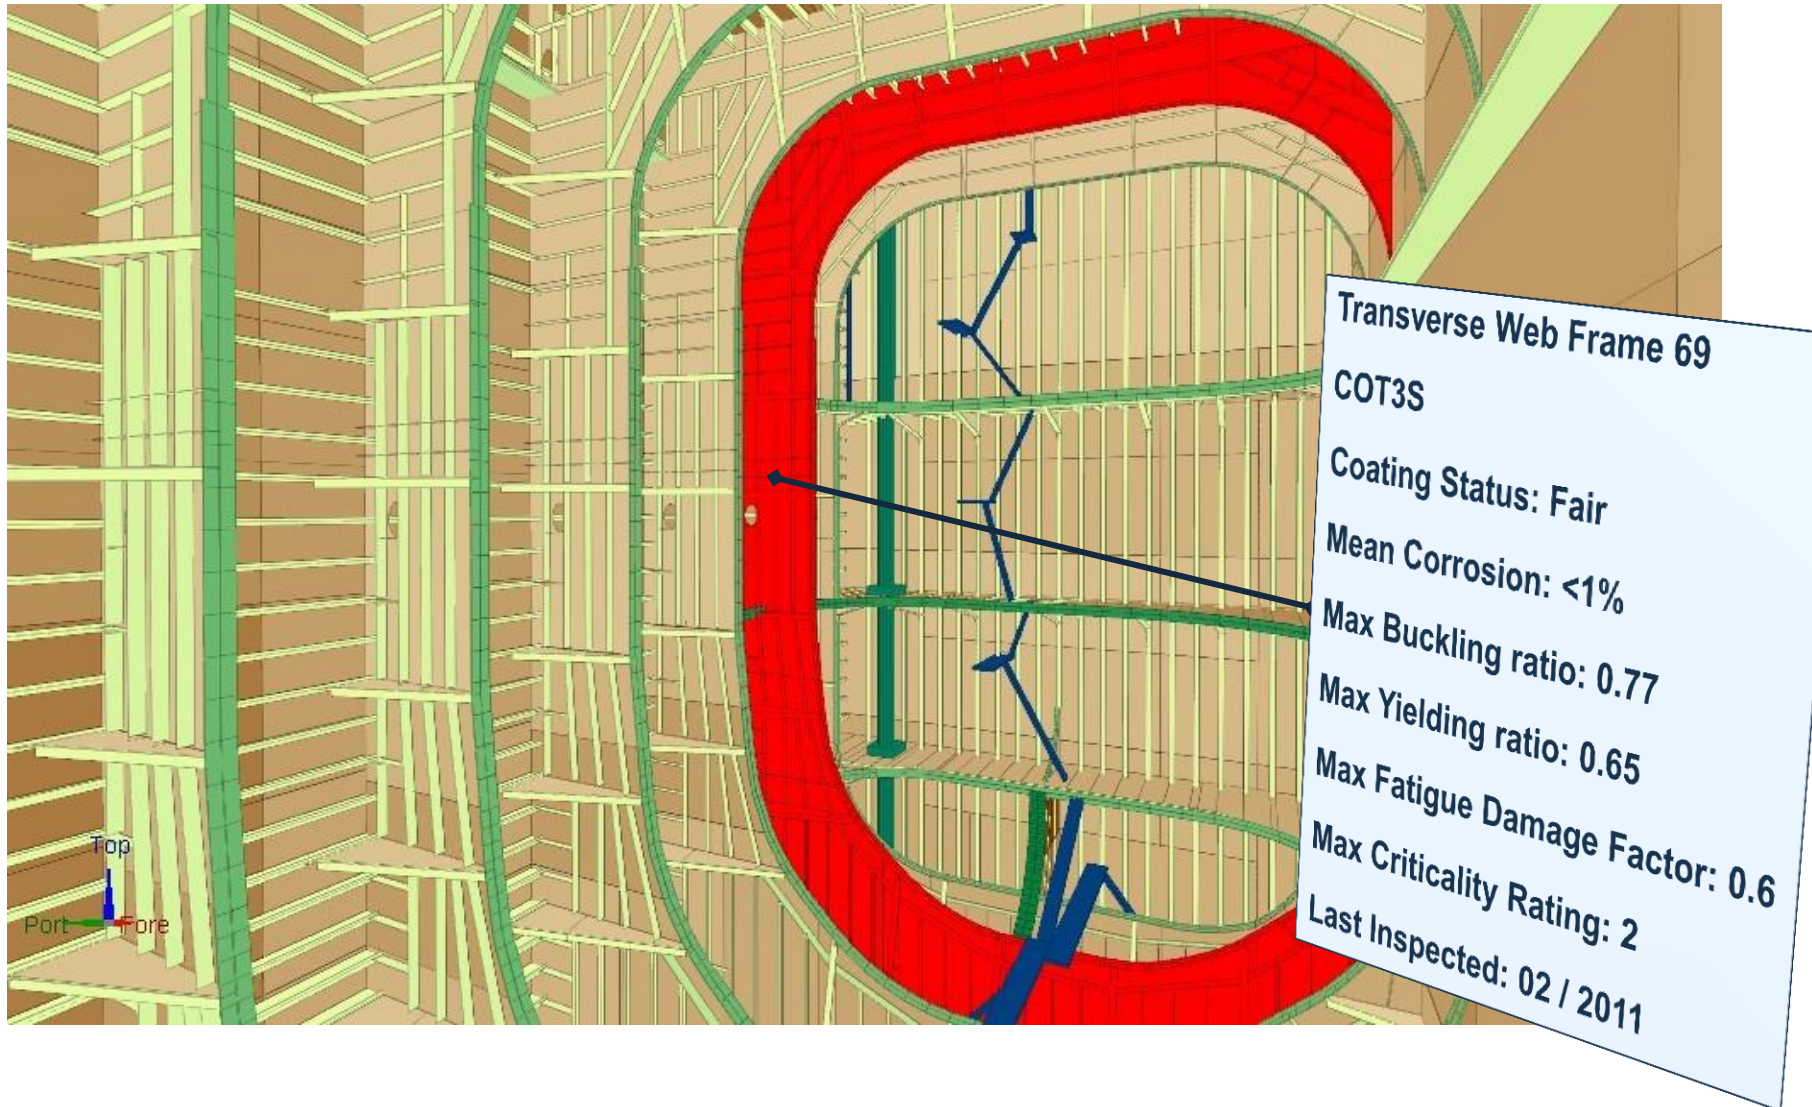 Transverse Web Frame 69
COT3S
Coating Status: Fair
Mean Corrosion: <1%
Max Buckling ratio: 0.77
Max Yielding ratio: 0.65
Max Fatigue Damage Factor: 0.6
Max Criticality Rating: 2
Last Inspected: 02 / 2011
Top
Port Fore